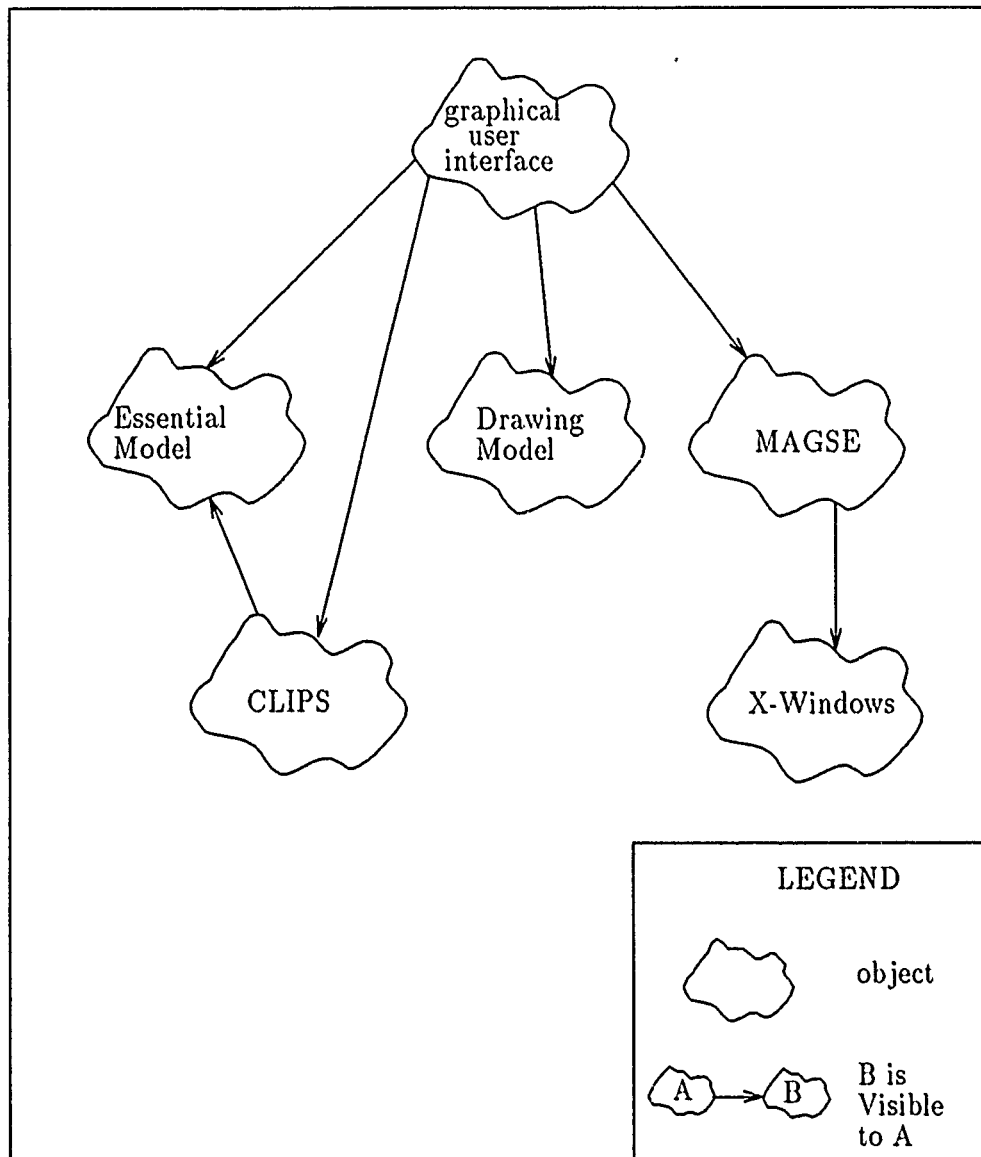 graphical
user
interface
Essential
Model
Drawing
Model
MAGSE
CLIPS
X-Windows
LEGEND
object
A
B
B is
Visible
to A